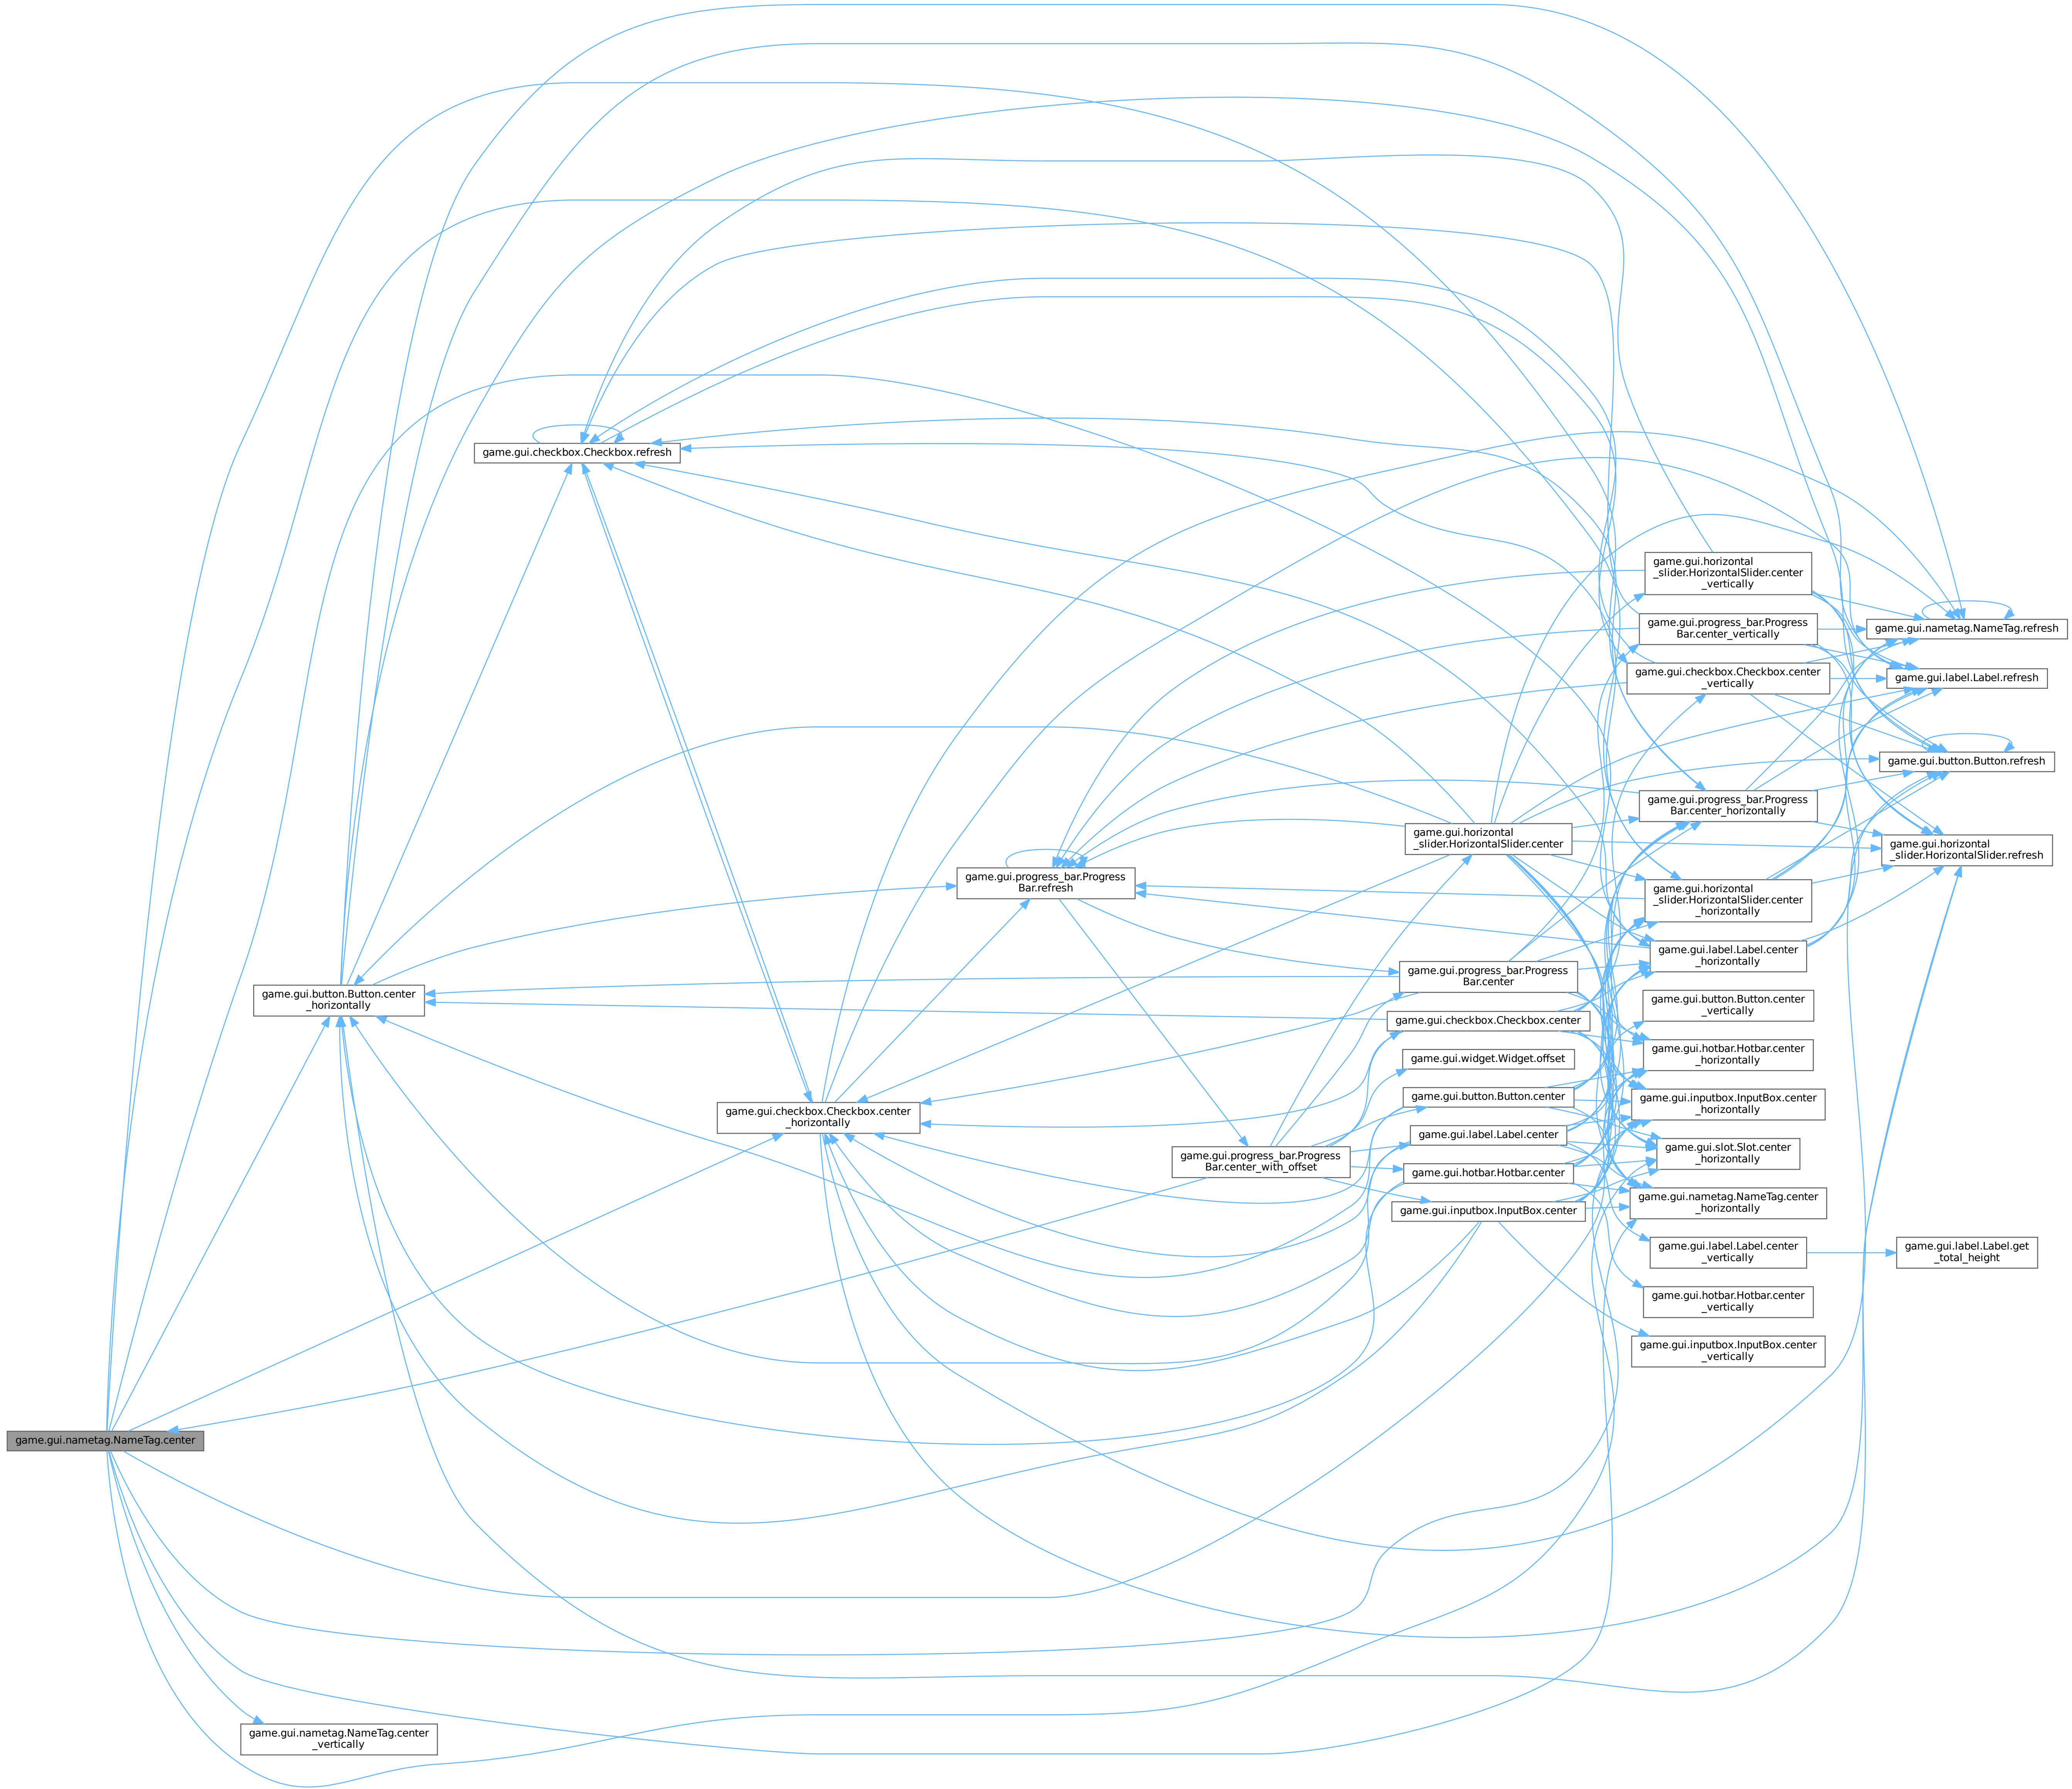 game.gui.checkbox.Checkbox.refresh
game.gui.horizontal
_slider.HorizontalSlider.center
_vertically
game.gui.progress_bar.Progress
Bar.center_vertically
game.gui.nametag.NameTag.refresh
game.gui.checkbox.Checkbox.center
_vertically
game.gui.label.Label.refresh
game.gui.button.Button.refresh
game.gui.progress_bar.Progress
Bar.center_horizontally
game.gui.horizontal
_slider.HorizontalSlider.center
game.gui.horizontal
_slider.HorizontalSlider.refresh
game.gui.progress_bar.Progress
Bar.refresh
game.gui.horizontal
_slider.HorizontalSlider.center
_horizontally
game.gui.label.Label.center
_horizontally
game.gui.progress_bar.Progress
Bar.center
game.gui.button.Button.center
_horizontally
game.gui.button.Button.center
_vertically
game.gui.checkbox.Checkbox.center
game.gui.hotbar.Hotbar.center
_horizontally
game.gui.widget.Widget.offset
game.gui.button.Button.center
game.gui.inputbox.InputBox.center
_horizontally
game.gui.checkbox.Checkbox.center
_horizontally
game.gui.label.Label.center
game.gui.slot.Slot.center
_horizontally
game.gui.progress_bar.Progress
Bar.center_with_offset
game.gui.hotbar.Hotbar.center
game.gui.nametag.NameTag.center
_horizontally
game.gui.inputbox.InputBox.center
game.gui.label.Label.center
_vertically
game.gui.label.Label.get
_total_height
game.gui.hotbar.Hotbar.center
_vertically
game.gui.inputbox.InputBox.center
_vertically
game.gui.nametag.NameTag.center
game.gui.nametag.NameTag.center
_vertically